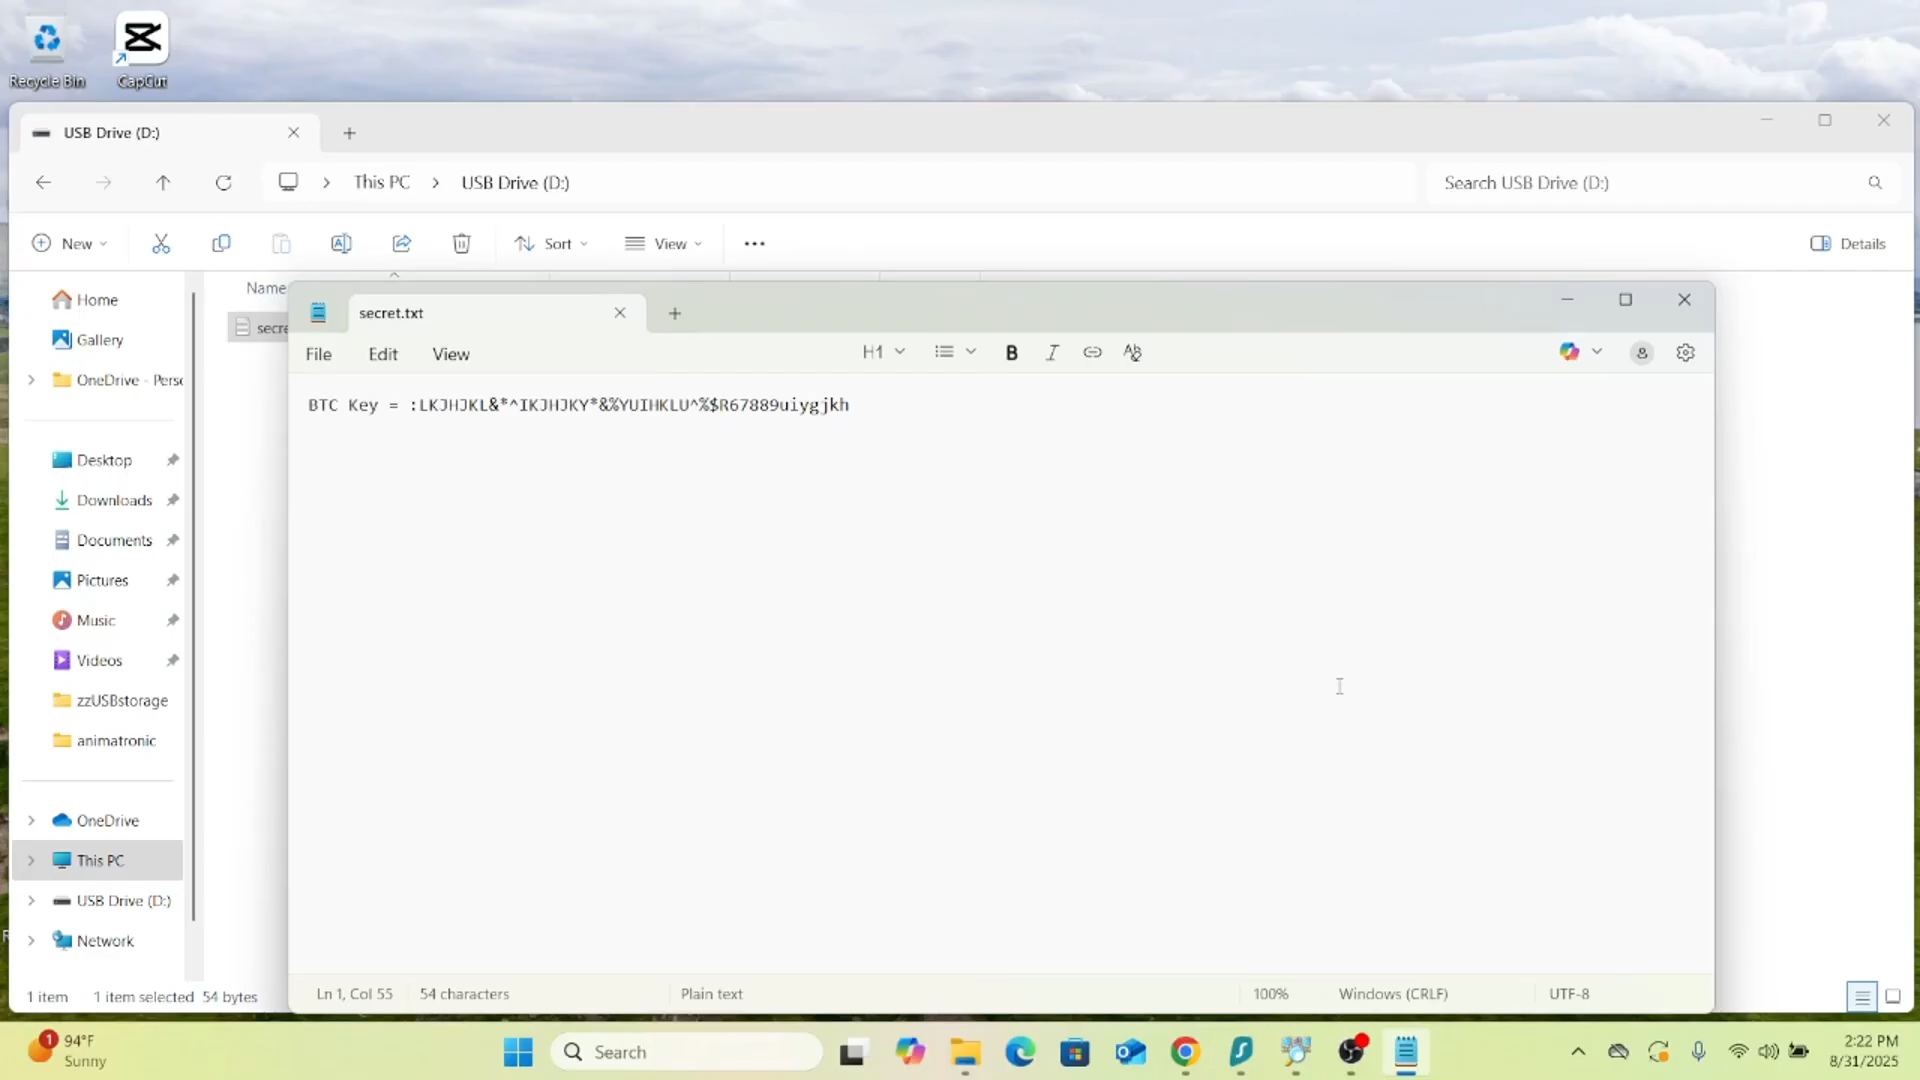 Recycle Bin
CapCut
USB Drive (D:)
This PC
USB Drive (D:)
Search USB Drive (D:)
New
Sort
View
Details
Home
Gallery
OneDrive - Perso
Desktop
Downloads
Documents
Pictures
Music
Videos
zzUSBstorage
animatronic
OneDrive
This PC
USB Drive (D:)
Network
Name
secre
secret.txt
File
Edit
View
H1
B
I
BTC Key = :LKJHJKL&*^IKJHJKY*&%YUIHKLU^%$R67889uiygjkh
Ln 1, Col 55
54 characters
Plain text
100%
Windows (CRLF)
UTF-8
1 item
1 item selected
54 bytes
1
94°F
Sunny
Search
2:22 PM
8/31/2025